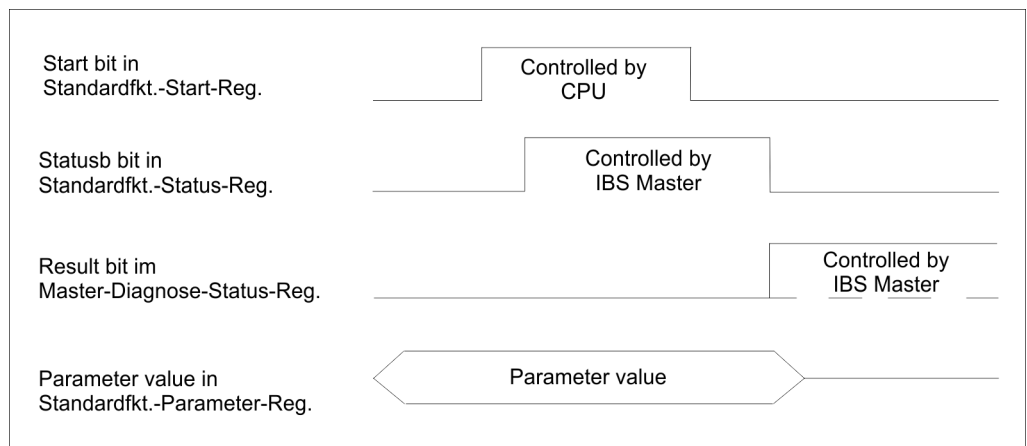 Start bit in
Standardfkt.-Start-Reg.
Controlled by
CPU
Statusb bit in
Standardfkt.-Status-Reg.
Controlled by
IBS Master
Result bit im
Master-Diagnose-Status-Reg.
Controlled by
IBS Master
Parameter value in
Standardfkt.-Parameter-Reg.
Parameter value